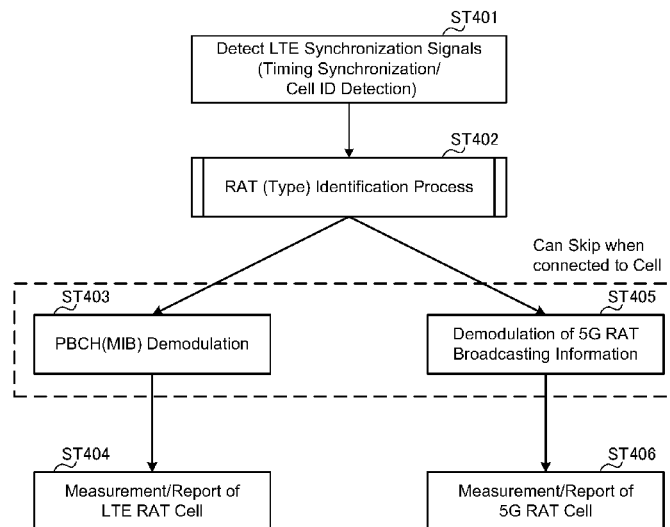 ST401
Detect LTE Synchronization Signals
(Timing Synchronization/
Cell ID Detection)
ST402
RAT (Type) Identification Process
Can Skip when
connected to Cell
ST403
PBCH(MIB) Demodulation
ST405
Demodulation of 5G RAT
Broadcasting Information
ST404
Measurement/Report of
LTE RAT Cell
ST406
Measurement/Report of
5G RAT Cell